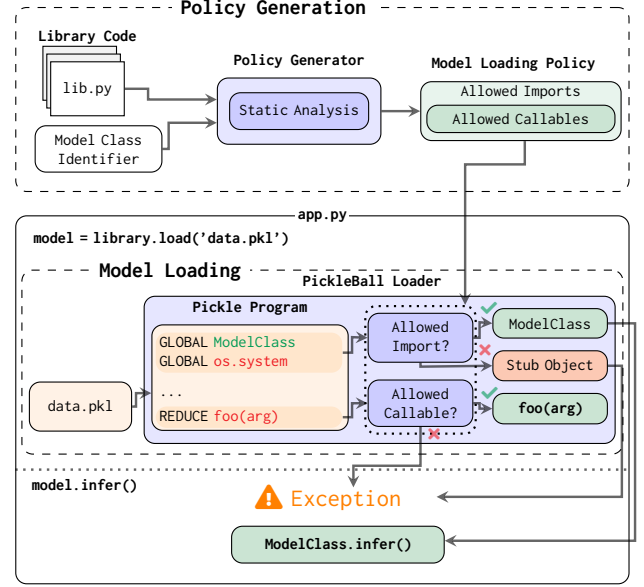 Policy Generation
Library Code
lib.py
Model Class
Identifier
Policy Generator
Static Analysis
Model Loading Policy
Allowed Imports
Allowed Callables
app.py
model = library.load('data.pkl')
Model Loading
PickleBall Loader
Pickle Program
data.pkl
GLOBAL ModelClass
GLOBAL os.system
...
REDUCE foo(arg)
Allowed
Import?
Allowed
Callable?
ModelClass
Stub Object
foo(arg)
model.infer()
Exception
ModelClass.infer()